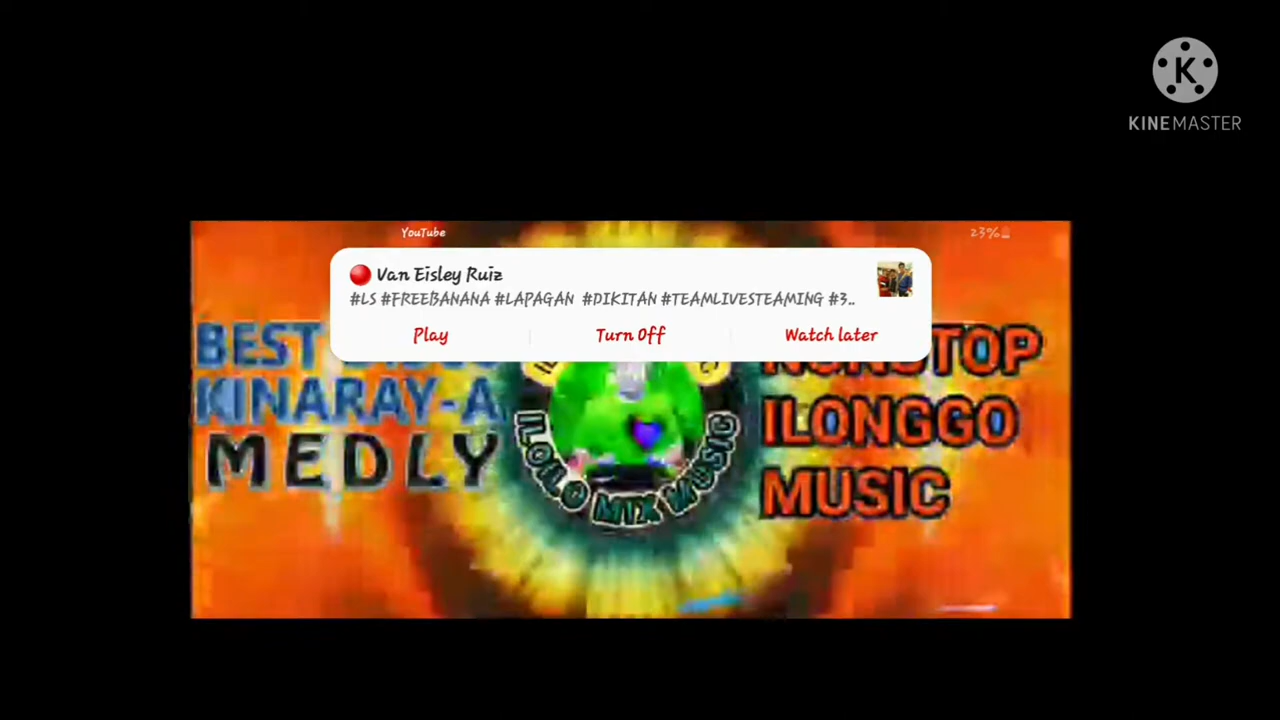 KINEMASTER
YouTube
23%
Van Eisley Ruiz
#LS #FREEBANANA #LAPAGAN #DIKITAN #TEAMLIVESTEAMING #3..
Play
Turn Off
Watch later
BEST
KINARAY-A
MEDLY
ILOILO MIX MUSIC
NONSTOP
ILONGGO
MUSIC